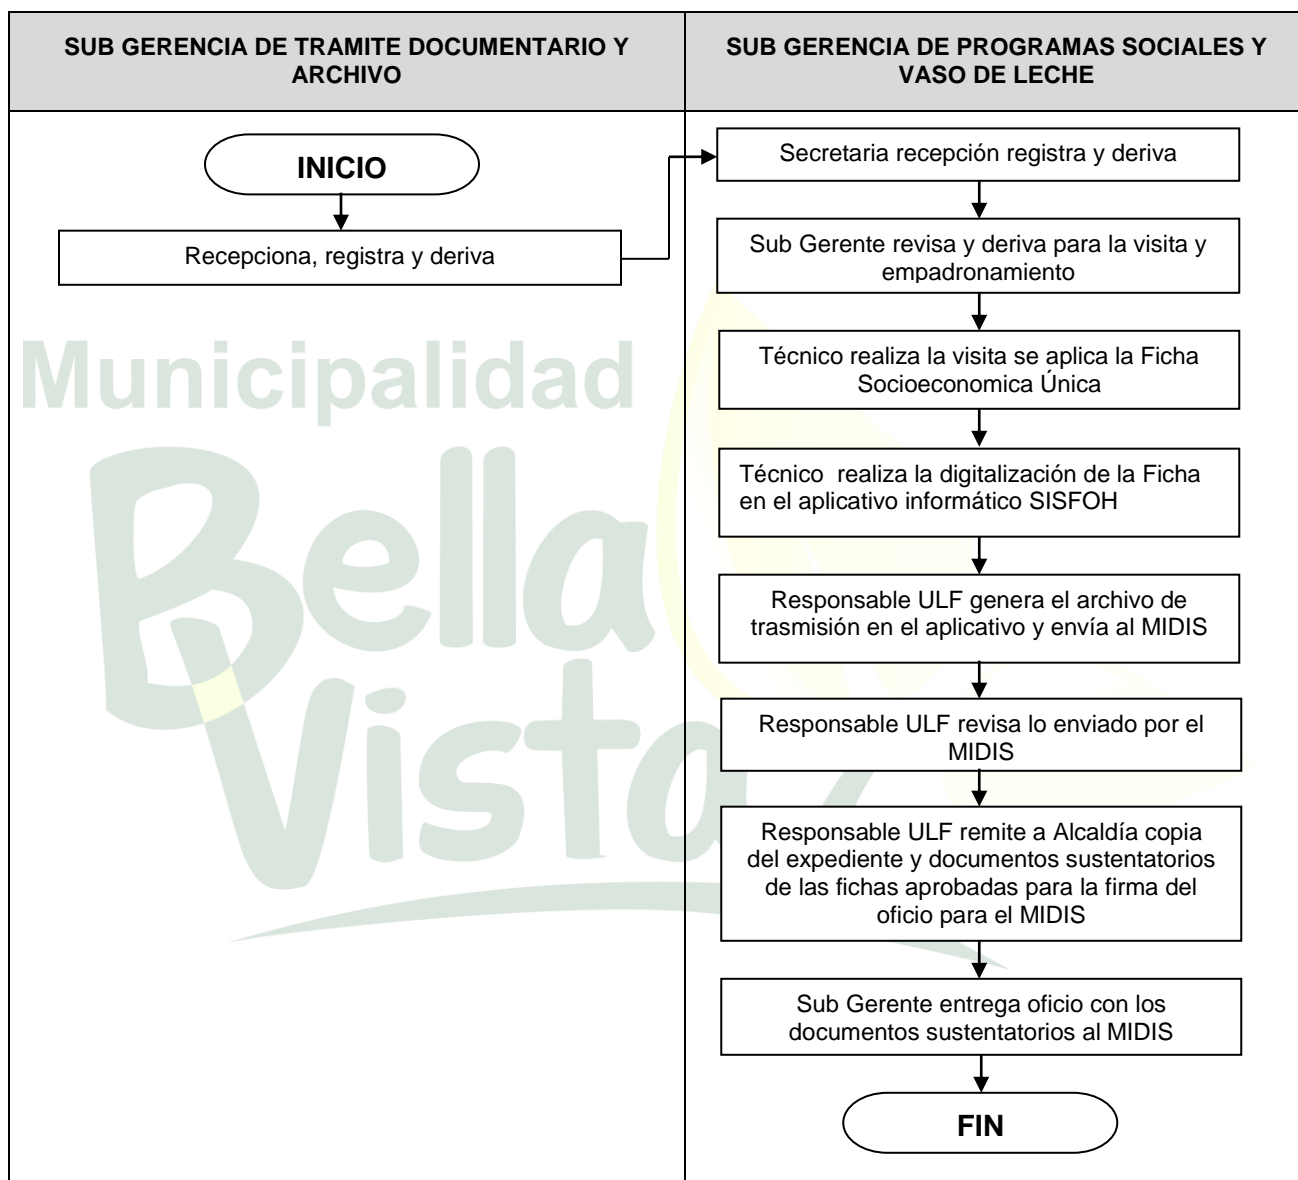 SUB GERENCIA DE TRAMITE DOCUMENTARIO Y
ARCHIVO
SUB GERENCIA DE PROGRAMAS SOCIALES Y
VASO DE LECHE
INICIO
Recepciona, registra y deriva
Secretaria recepción registra y deriva
Sub Gerente revisa y deriva para la visita y
empadronamiento
Técnico realiza la visita se aplica la Ficha
Socioeconomica Única
Técnico realiza la digitalización de la Ficha
en el aplicativo informático SISFOH
Responsable ULF genera el archivo de
trasmisión en el aplicativo y envía al MIDIS
Responsable ULF revisa lo enviado por el
MIDIS
Responsable ULF remite a Alcaldía copia
del expediente y documentos sustentatorios
de las fichas aprobadas para la firma del
oficio para el MIDIS
Sub Gerente entrega oficio con los
documentos sustentatorios al MIDIS
FIN
Municipalidad
Bella
Vista